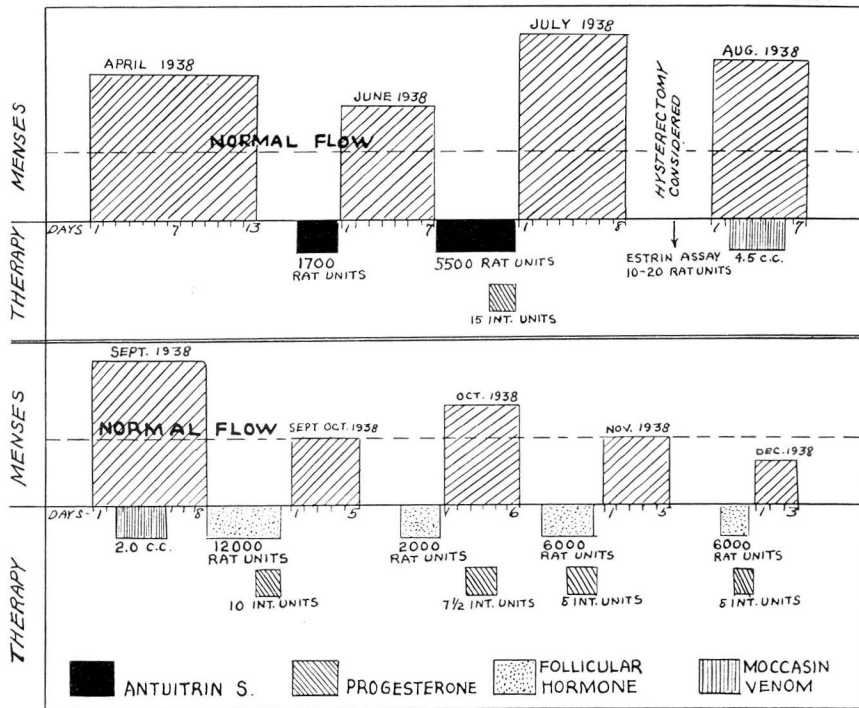 JULY 1938
APRIL 1938
AUG. 1938
JUNE 1938
MENSES
NORMAL FLOW
HYSTERECTOMY
CONSIDERED
THERAPY
DAYS 1 7 13 1 7 1 8 1 7
1700
RAT UNITS
5500 RAT UNITS
ESTRIN ASSAY
10-20 RAT UNITS
4.5 C.C.
15 INT. UNITS
SEPT. 1938
MENSES
NORMAL FLOW
SEPT OCT. 1938
OCT. 1938
NOV. 1938
DEC. 1938
THERAPY
DAYS- 1 8 1 5 1 6 1 5 1 3
2.0 C.C.
12000
RAT UNITS
2000
RAT UNITS
6000
RAT UNITS
6000
RAT UNITS
10 INT. UNITS
7 1/2 INT. UNITS
5 INT. UNITS
5 INT. UNITS
ANTUITRIN S.
PROGESTERONE
FOLLICULAR
HORMONE
MOCCASIN
VENOM